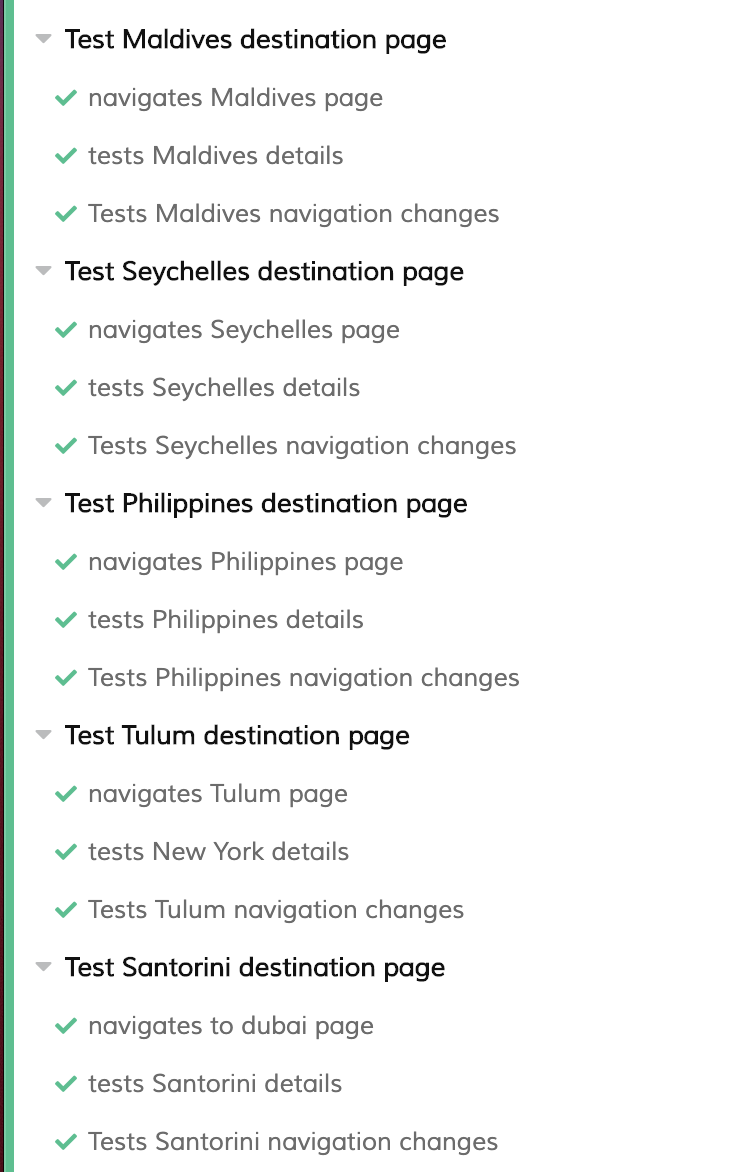 Test Maldives destination page
navigates Maldives page
tests Maldives details
Tests Maldives navigation changes
Test Seychelles destination page
navigates Seychelles page
tests Seychelles details
Tests Seychelles navigation changes
Test Philippines destination page
navigates Philippines page
tests Philippines details
Tests Philippines navigation changes
Test Tulum destination page
navigates Tulum page
tests New York details
Tests Tulum navigation changes
Test Santorini destination page
navigates to dubai page
tests Santorini details
Tests Santorini navigation changes